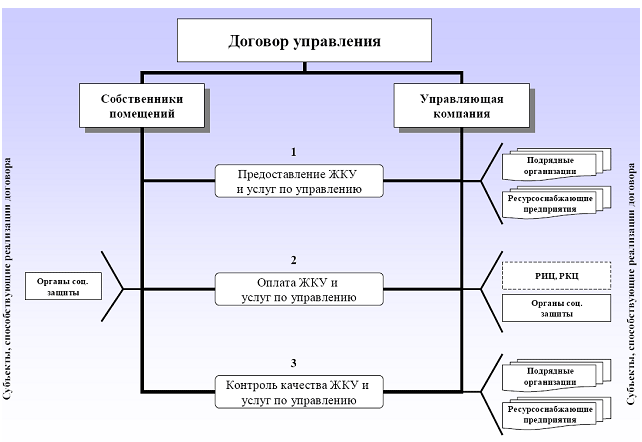 Договор управления
Собственники
помещений
Управляющая
компания
Субъекты, способствующие реализации договора
1
Предоставление ЖКУ
и услуг по управлению
Подрядные
организации
Ресурсоснабжающие
предприятия
2
Органы соц.
защиты
Оплата ЖКУ и
услуг по управлению
РИЦ, РКЦ
Органы соц.
защиты
3
Контроль качества ЖКУ и
услуг по управлению
Подрядные
организации
Ресурсоснабжающие
предприятия
Субъекты, способствующие реализации договора